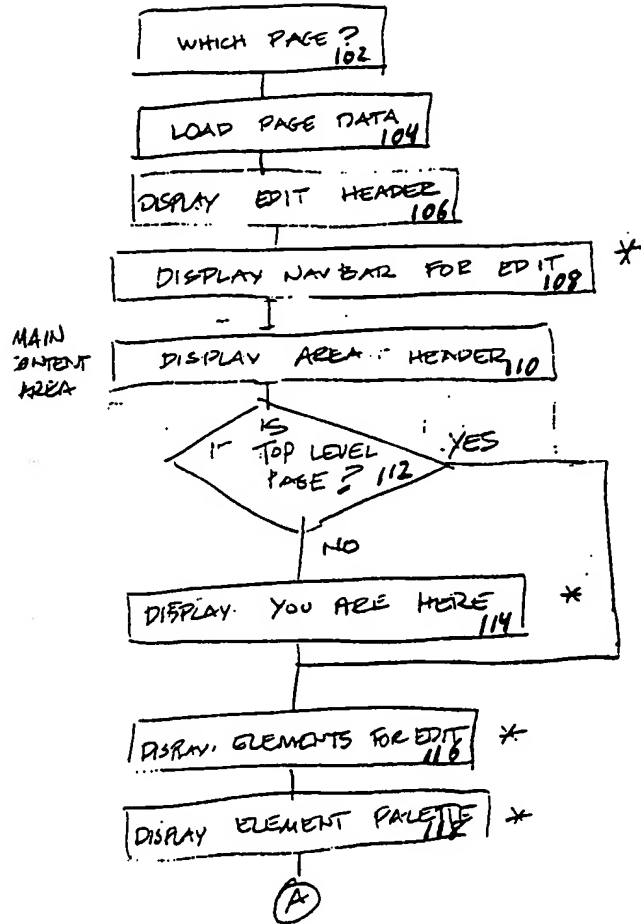 WHICH PAGE?
102
LOAD PAGE DATA
104
DISPLAY EDIT HEADER
106
DISPLAY NAVBAR FOR EDIT *
108
MAIN
CONTENT
AREA
DISPLAY AREA HEADER
110
IS
TOP LEVEL
PAGE? 112
YES
NO
DISPLAY YOU ARE HERE *
114
DISPLAY ELEMENTS FOR EDIT *
116
DISPLAY ELEMENT PALETTE *
118
A